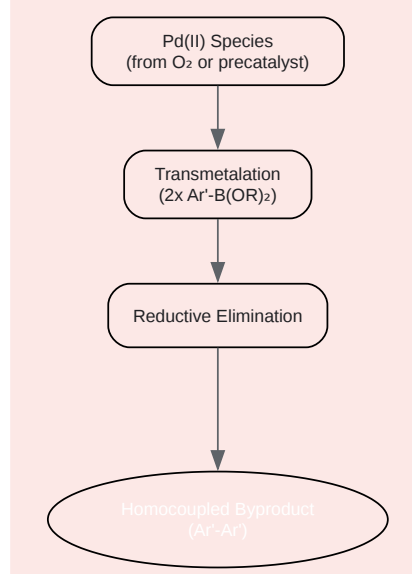 Pd(II) Species
(from O₂ or precatalyst)
Transmetalation
(2x Ar'-B(OR)₂)
Reductive Elimination
Homocoupled Byproduct
(Ar'-Ar')